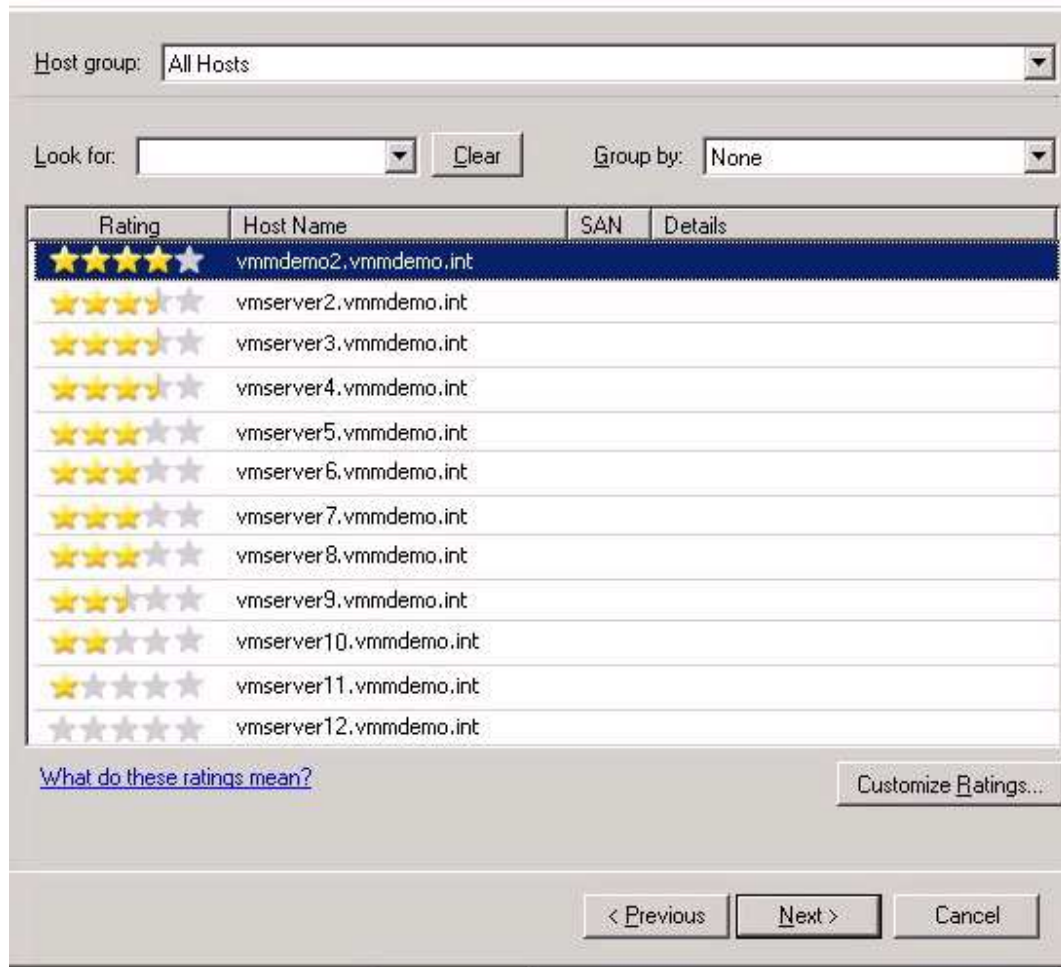 Host group: All Hosts
Look for: Clear Group by: None
Rating Host Name SAN Details
vmmdemo2.vmmdemo.int
vmserver2.vmmdemo.int
vmserver3.vmmdemo.int
vmserver4.vmmdemo.int
vmserver5.vmmdemo.int
vmserver6.vmmdemo.int
vmserver7.vmmdemo.int
vmserver8.vmmdemo.int
vmserver9.vmmdemo.int
vmserver10.vmmdemo.int
vmserver11.vmmdemo.int
vmserver12.vmmdemo.int
What do these ratings mean? Customize Ratings...
< Previous Next > Cancel